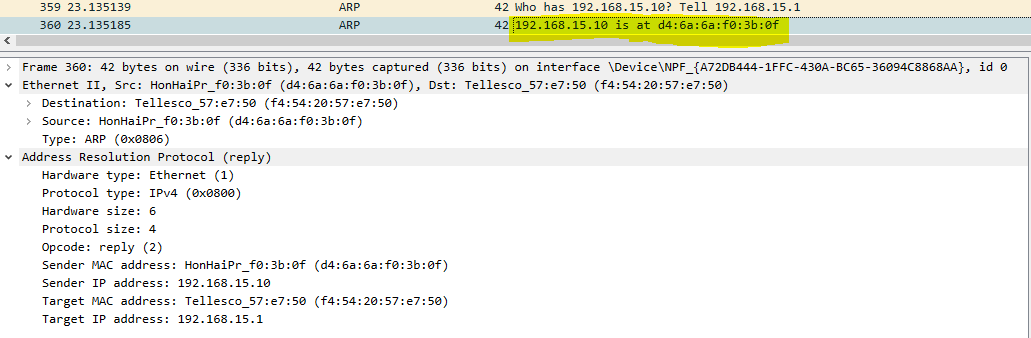 359 23.135139 ARP 42 Who has 192.168.15.10? Tell 192.168.15.1
360 23.135185 ARP 42 192.168.15.10 is at d4:6a:6a:f0:3b:0f
Frame 360: 42 bytes on wire (336 bits), 42 bytes captured (336 bits) on interface \Device\NPF_{A72DB444-1FFC-430A-BC65-36094C8868AA}, id 0
Ethernet II, Src: HonHaiPr_f0:3b:0f (d4:6a:6a:f0:3b:0f), Dst: Tellesco_57:e7:50 (f4:54:20:57:e7:50)
Destination: Tellesco_57:e7:50 (f4:54:20:57:e7:50)
Source: HonHaiPr_f0:3b:0f (d4:6a:6a:f0:3b:0f)
Type: ARP (0x0806)
Address Resolution Protocol (reply)
Hardware type: Ethernet (1)
Protocol type: IPv4 (0x0800)
Hardware size: 6
Protocol size: 4
Opcode: reply (2)
Sender MAC address: HonHaiPr_f0:3b:0f (d4:6a:6a:f0:3b:0f)
Sender IP address: 192.168.15.10
Target MAC address: Tellesco_57:e7:50 (f4:54:20:57:e7:50)
Target IP address: 192.168.15.1